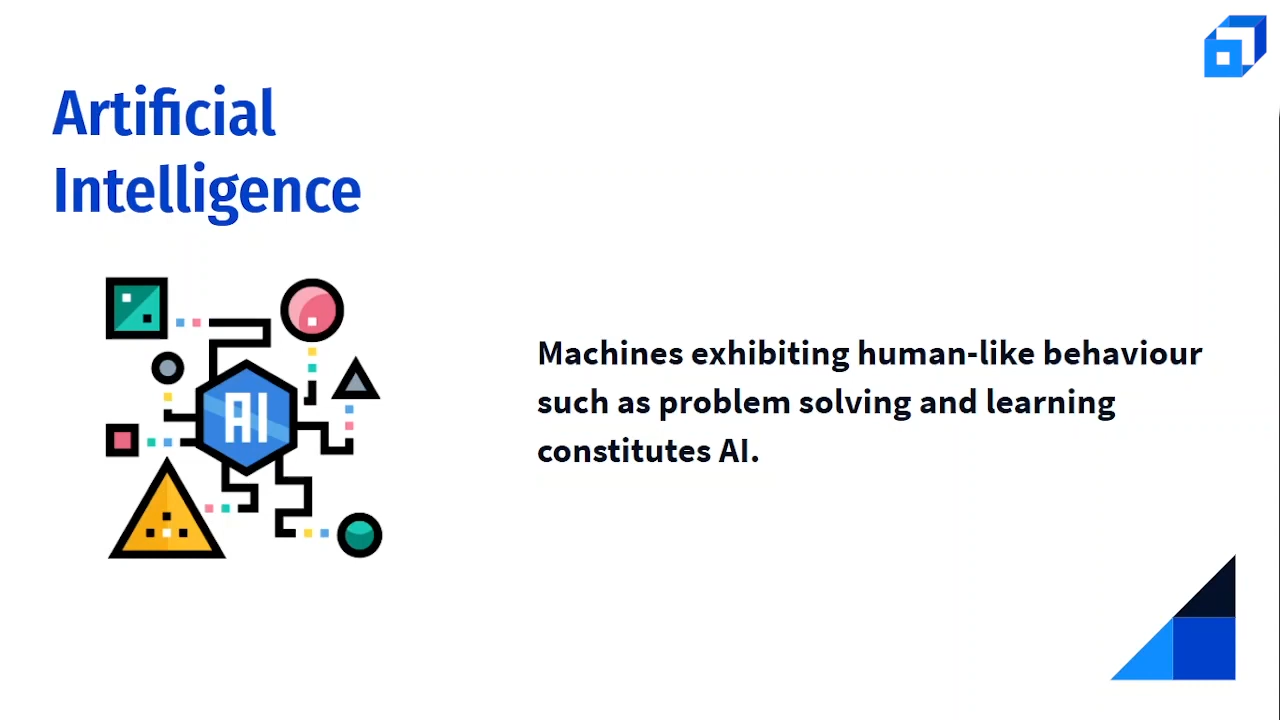 Artificial
Intelligence
AI
Machines exhibiting human-like behaviour
such as problem solving and learning
constitutes AI.